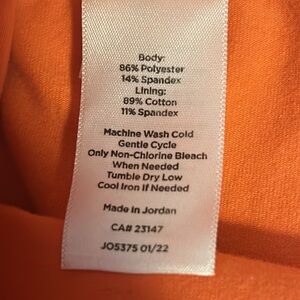 Body:
86% Polyester
14% Spandex
Lining:
89% Cotton
11% Spandex
Machine Wash Cold
Gentle Cycle
Only Non-Chlorine Bleach
When Needed
Tumble Dry Low
Cool Iron If Needed
Made in Jordan
CA# 23147
JO5375 01/22